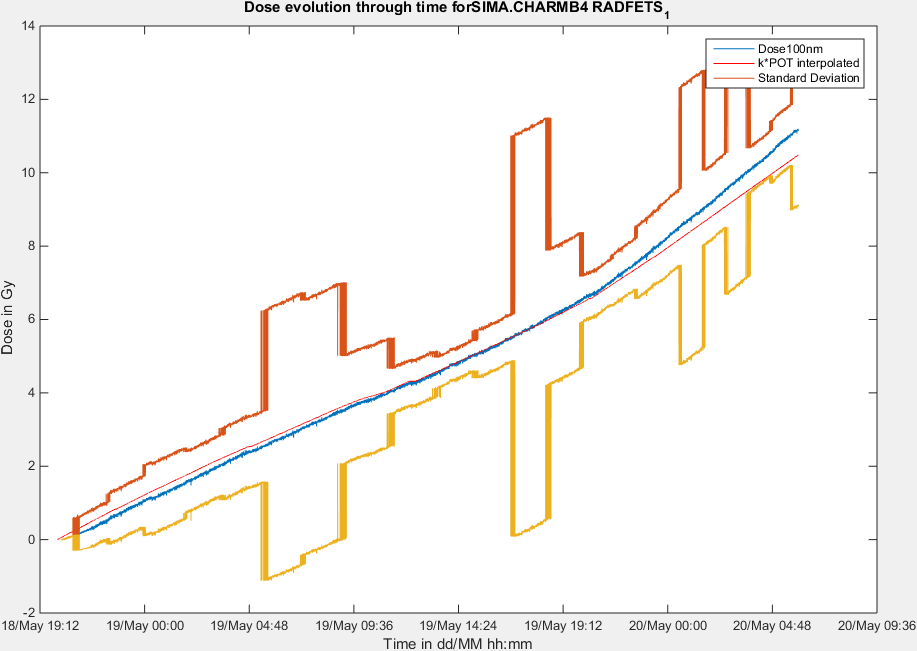 Dose evolution through time forSIMA.CHARMB4 RADFETS1
Dose100nm
k*POT interpolated
Standard Deviation
14
12
10
8
6
4
2
0
-2
Dose in Gy
18/May 19:12 19/May 00:00 19/May 04:48 19/May 09:36 19/May 14:24 19/May 19:12 20/May 00:00 20/May 04:48 20/May 09:36
Time in dd/MM hh:mm